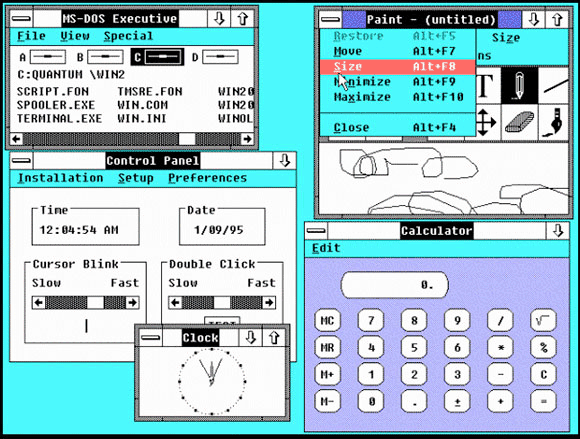 MS-DOS Executive
File View Special
A B C D
C:QUANTUM \WIN2
SCRIPT.FON TMSRE.FON WIN20
SPOOLER.EXE WIN.COM WIN20
TERMINAL.EXE WIN.INI WINOL
Paint - (untitled)
Restore Alt+F5
Move Alt+F7
Size Alt+F8
Minimize Alt+F9
Maximize Alt+F10
Close Alt+F4
Size
ns
T
Control Panel
Installation Setup Preferences
Time
12:04:54 AM
Date
1/09/95
Cursor Blink
Slow Fast
Double Click
Slow Fast
Clock
Calculator
Edit
0.
MC 7 8 9 / √
MR 4 5 6 * %
M+ 1 2 3 - C
M- 0 . ± + =